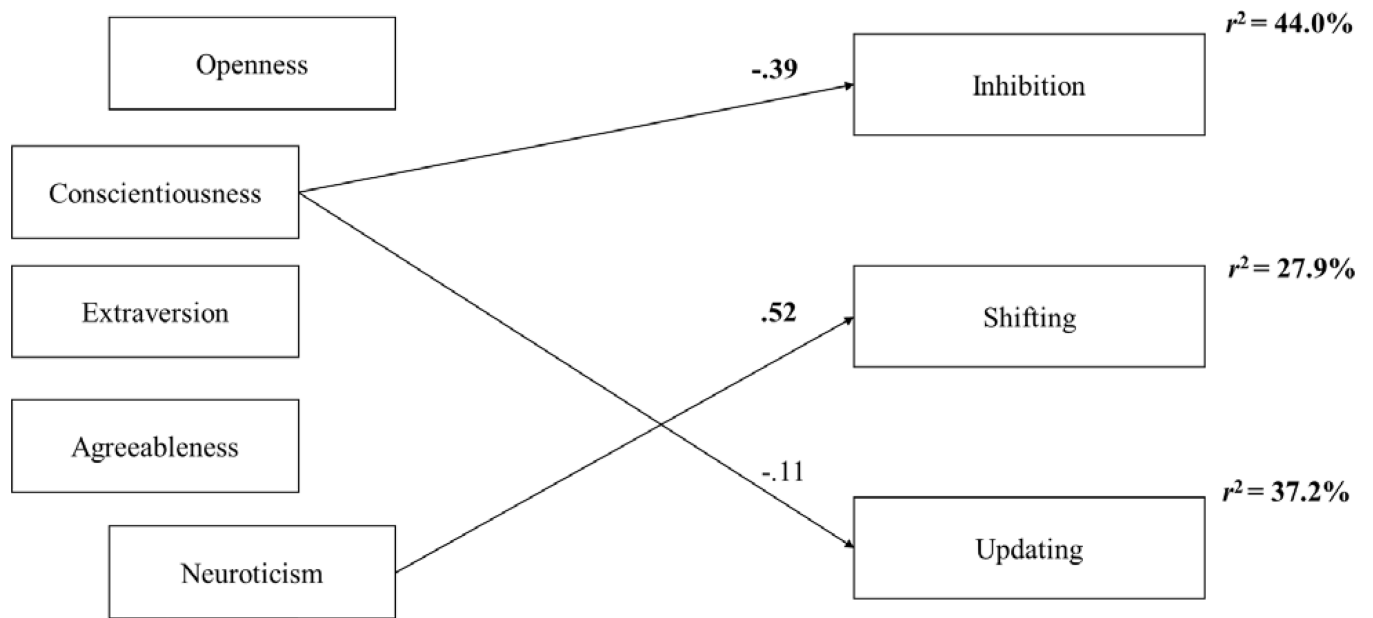 Openness
Conscientiousness
Extraversion
Agreeableness
Neuroticism
-.39
.52
-.11
r² = 44.0%
Inhibition
r² = 27.9%
Shifting
r² = 37.2%
Updating